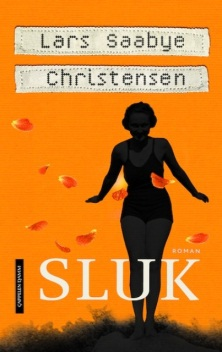 Lars Saabye
Christensen
ROMAN
SLUK
CAPPELEN DAMM